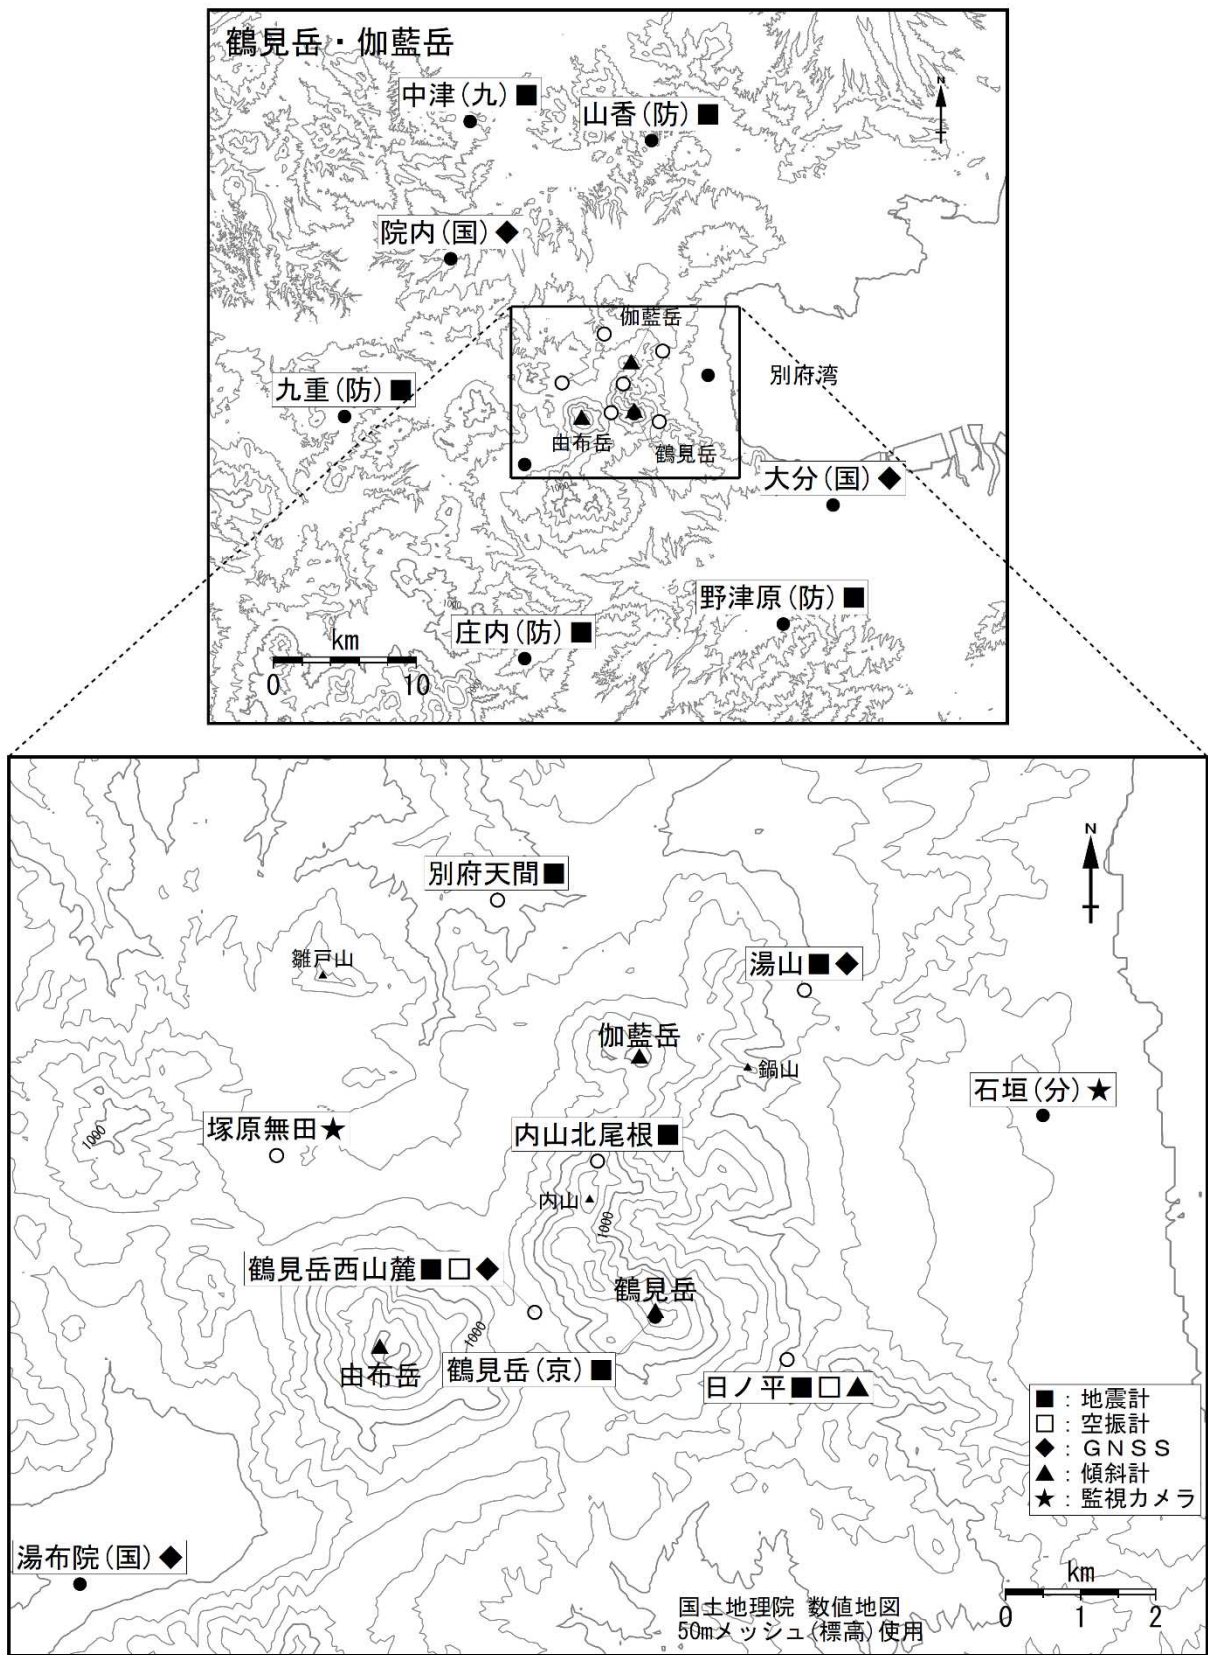 鶴見岳・伽藍岳
中津(九)■
山香(防)■
N
院内(国)◆
伽藍岳
別府湾
九重(防)■
由布岳
鶴見岳
大分(国)◆
1000
野津原(防)■
1000
庄内(防)■
km
0 10
N
別府天間■
雛戸山
湯山■◆
伽藍岳
鍋山
石垣(分)★
1000
塚原無田★
内山北尾根■
内山
1000
鶴見岳西山麓■□◆
鶴見岳
1000
由布岳
鶴見岳(京)■
日ノ平■□▲
■:地震計
□:空振計
◆:GNSS
▲:傾斜計
★:監視カメラ
湯布院(国)◆
km
0 1 2
国土地理院 数値地図
50mメッシュ(標高)使用